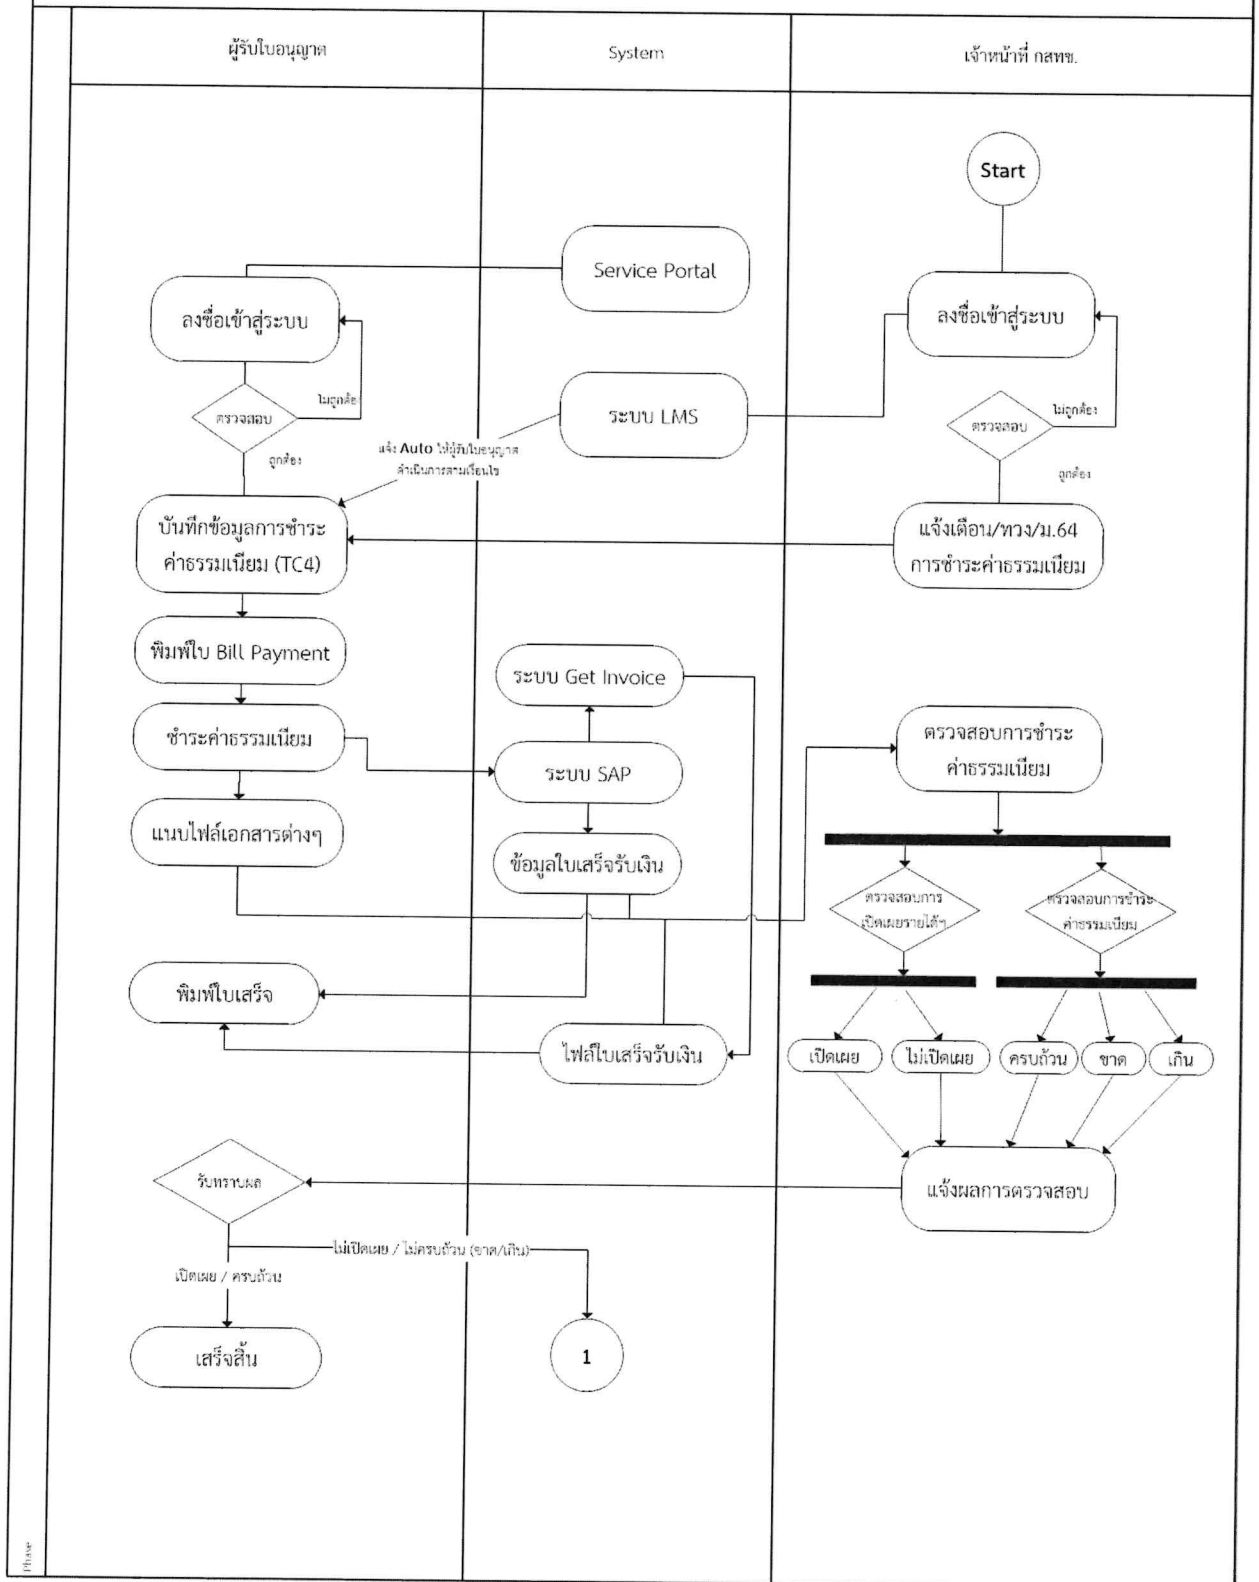 ผู้รับใบอนุญาต
System
เจ้าหน้าที่ กสทช.
Start
Service Portal
ลงชื่อเข้าสู่ระบบ
ลงชื่อเข้าสู่ระบบ
ไม่ถูกต้อง
ตรวจสอบ
ระบบ LMS
ไม่ถูกต้อง
ตรวจสอบ
แจ้ง Auto ให้ผู้รับใบอนุญาต
ดำเนินการตามเงื่อนไข
ถูกต้อง
ถูกต้อง
บันทึกข้อมูลการชำระ
ค่าธรรมเนียม (TC4)
แจ้งเตือน/ทวง/ม.64
การชำระค่าธรรมเนียม
พิมพ์ใบ Bill Payment
ระบบ Get Invoice
ชำระค่าธรรมเนียม
ระบบ SAP
ตรวจสอบการชำระ
ค่าธรรมเนียม
แนบไฟล์เอกสารต่างๆ
ข้อมูลใบเสร็จรับเงิน
ตรวจสอบการ
เปิดเผยรายได้ฯ
ตรวจสอบการชำระ
ค่าธรรมเนียม
พิมพ์ใบเสร็จ
ไฟล์ใบเสร็จรับเงิน
เปิดเผย
ไม่เปิดเผย
ครบถ้วน
ขาด
เกิน
รับทราบผล
แจ้งผลการตรวจสอบ
ไม่เปิดเผย / ไม่ครบถ้วน (ขาด/เกิน)
เปิดเผย / ครบถ้วน
เสร็จสิ้น
1
Phase